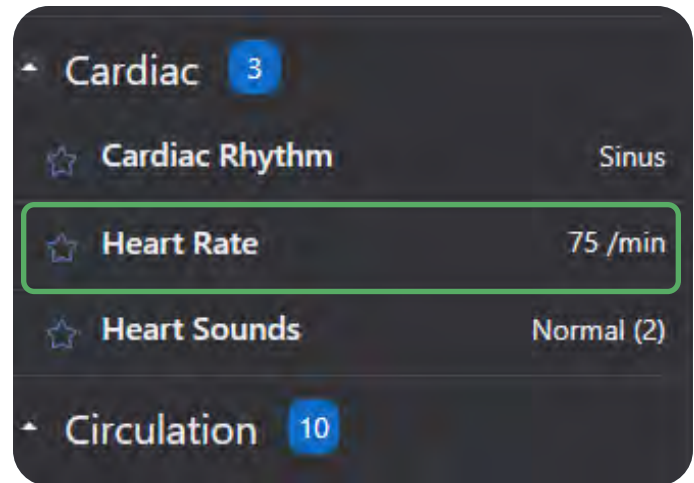 Cardiac 3
Cardiac Rhythm Sinus
Heart Rate 75 /min
Heart Sounds Normal (2)
Circulation 10